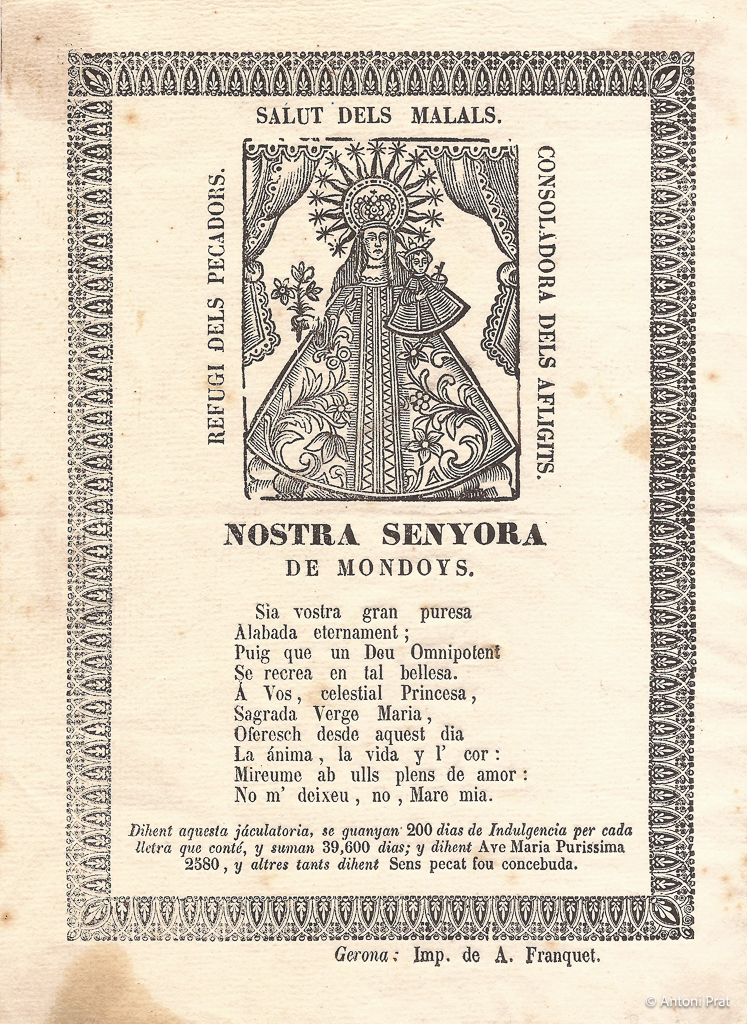 SALUT DELS MALALS.
REFUGI DELS PECADORS.
CONSOLADORA DELS AFLIGITS.
NOSTRA SENYORA
DE MONDOYS.
Sia vostra gran puresa
Alabada eternament ;
Puig que un Deu Omnipotent
Se recrea en tal bellesa.
Á Vos , celestial Princesa ,
Sagrada Verge Maria ,
Oferesch desde aquest dia
La ánima , la vida y l' cor :
Mireume ab ulls plens de amor :
No m' deixeu , no , Mare mia.
Dihent aquesta jáculatoria, se guanyan 200 dias de Indulgencia per cada
lletra que conté, y suman 39,600 dias; y dihent Ave Maria Purissima
2580 , y altres tants dihent Sens pecat fou concebuda.
Gerona : Imp. de A. Franquet.
© Antoni Prat